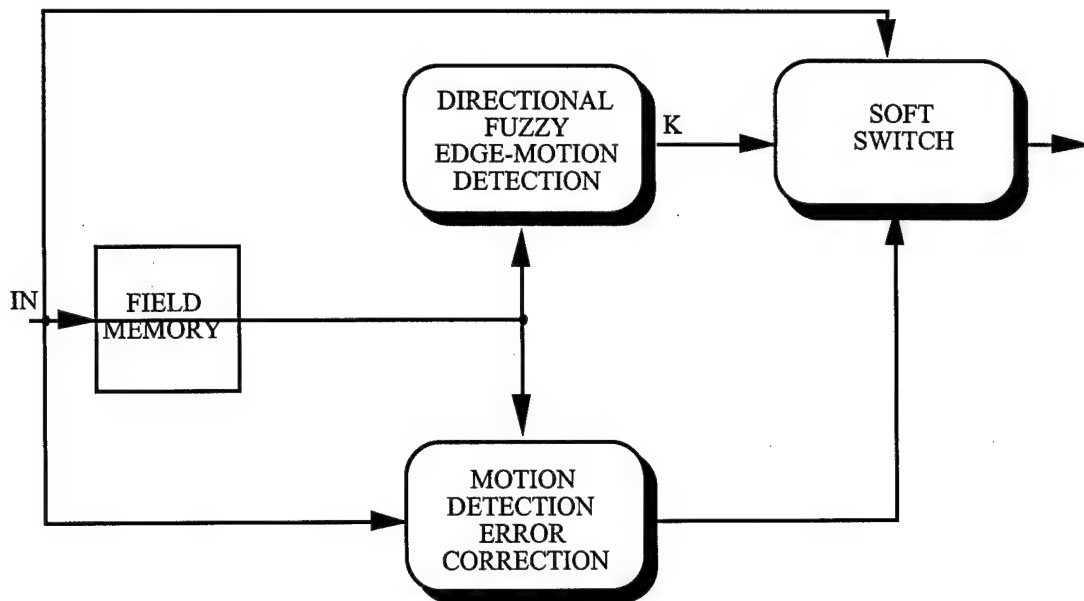 DIRECTIONAL
FUZZY
EDGE-MOTION
DETECTION
K
SOFT
SWITCH
IN
FIELD
MEMORY
MOTION
DETECTION
ERROR
CORRECTION